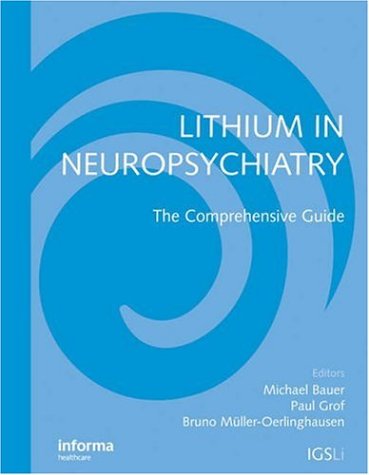 LITHIUM IN
NEUROPSYCHIATRY
The Comprehensive Guide
Editors
Michael Bauer
Paul Grof
Bruno Müller-Oerlinghausen
informa
healthcare
IGSLi